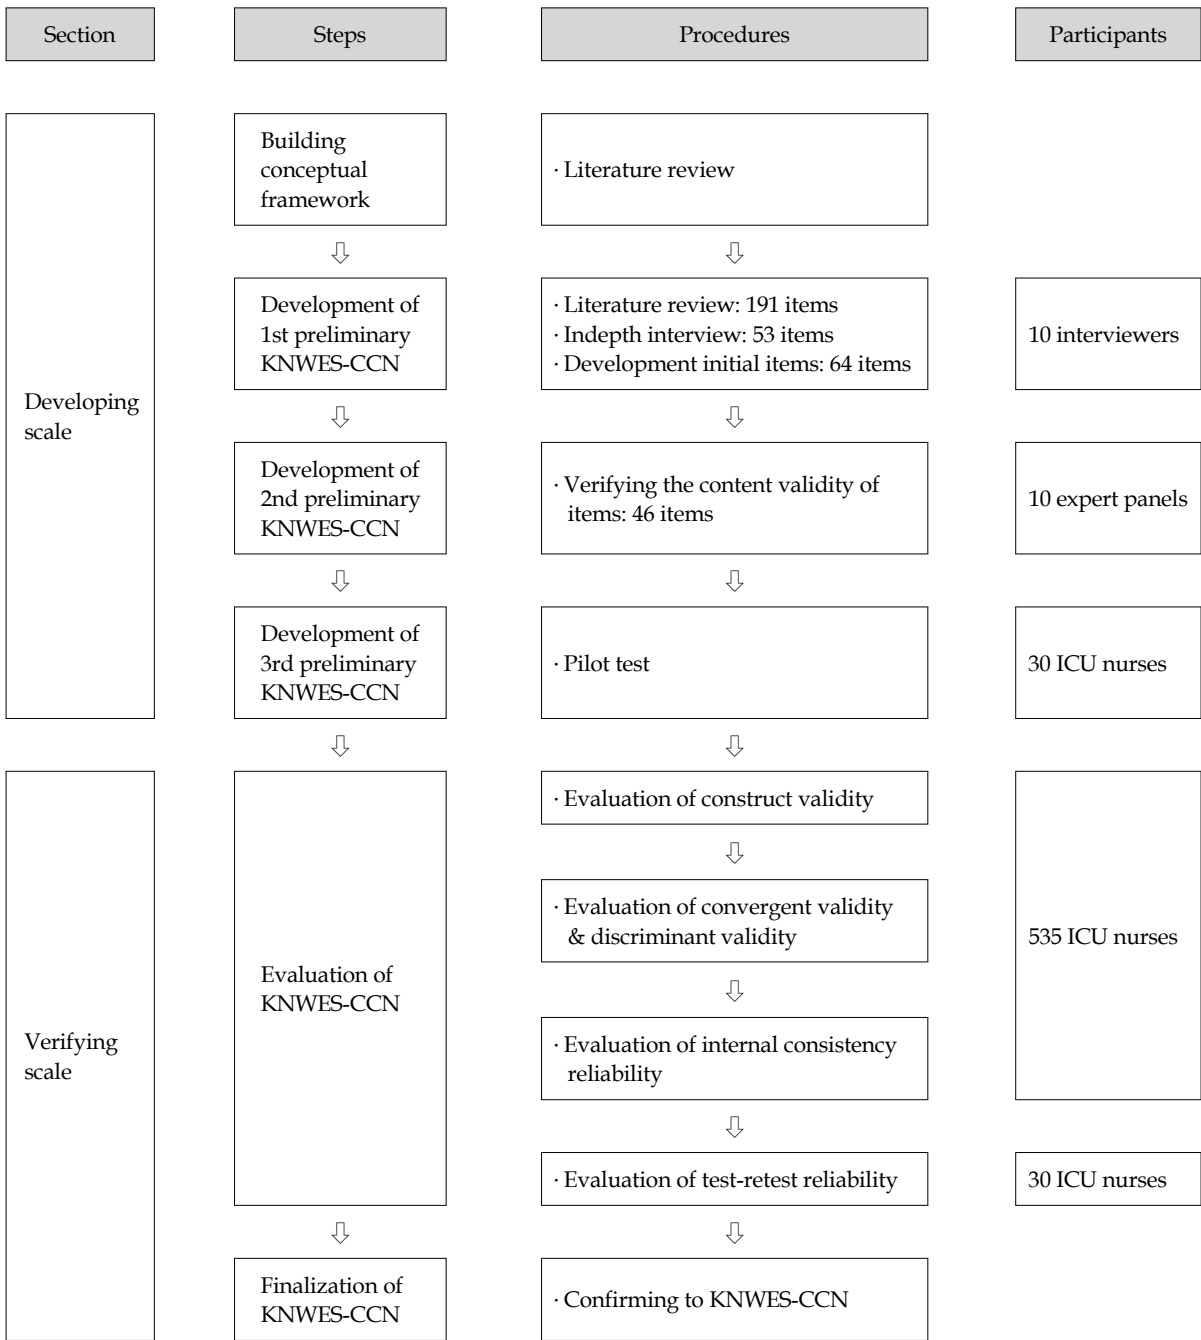 Section
Steps
Procedures
Participants
Developing
scale
Building
conceptual
framework
· Literature review
Development of
1st preliminary
KNWES-CCN
· Literature review: 191 items
· Indepth interview: 53 items
· Development initial items: 64 items
10 interviewers
Development of
2nd preliminary
KNWES-CCN
· Verifying the content validity of
items: 46 items
10 expert panels
Development of
3rd preliminary
KNWES-CCN
· Pilot test
30 ICU nurses
Verifying
scale
Evaluation of
KNWES-CCN
· Evaluation of construct validity
· Evaluation of convergent validity
& discriminant validity
· Evaluation of internal consistency
reliability
535 ICU nurses
· Evaluation of test-retest reliability
30 ICU nurses
Finalization of
KNWES-CCN
· Confirming to KNWES-CCN